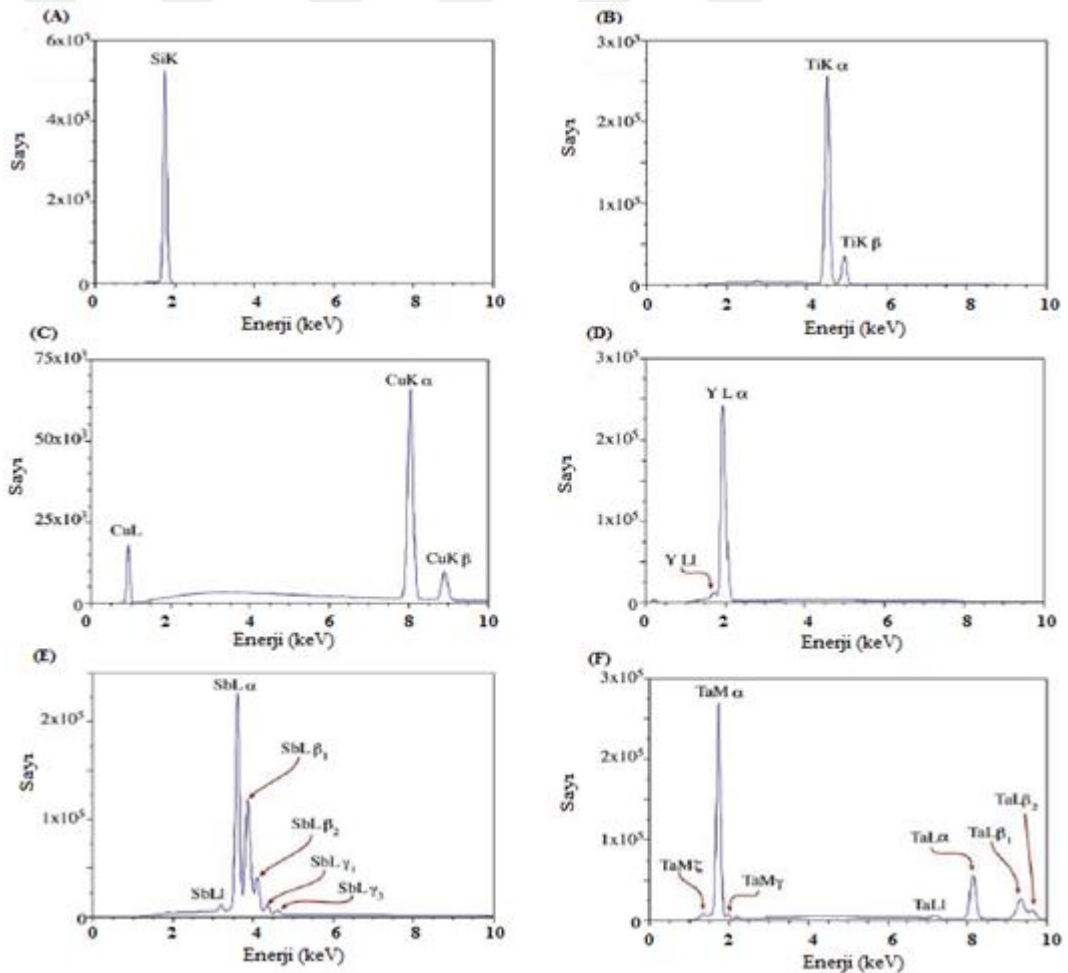 (A)
6x10⁵
4x10⁵
2x10⁵
0
Sayı
SiK
0 2 4 6 8 10
Enerji (keV)
(B)
3x10⁵
2x10⁵
1x10⁵
0
Sayı
TiK α
TiK β
0 2 4 6 8 10
Enerji (keV)
(C)
75x10³
50x10³
25x10³
0
Sayı
CuL
CuK α
CuK β
0 2 4 6 8 10
Enerji (keV)
(D)
3x10⁵
2x10⁵
1x10⁵
0
Sayı
Y L α
Y Ll
0 2 4 6 8 10
Enerji (keV)
(E)
2x10⁵
1x10⁵
0
Sayı
SbL α
SbL β₁
SbL β₂
SbL γ₁
SbL γ₃
SbLl
0 2 4 6 8 10
Enerji (keV)
(F)
3x10⁵
2x10⁵
1x10⁵
0
Sayı
TaM α
TaMζ
TaMγ
TaLl
TaLα
TaLβ₁
TaLβ₂
0 2 4 6 8 10
Enerji (keV)